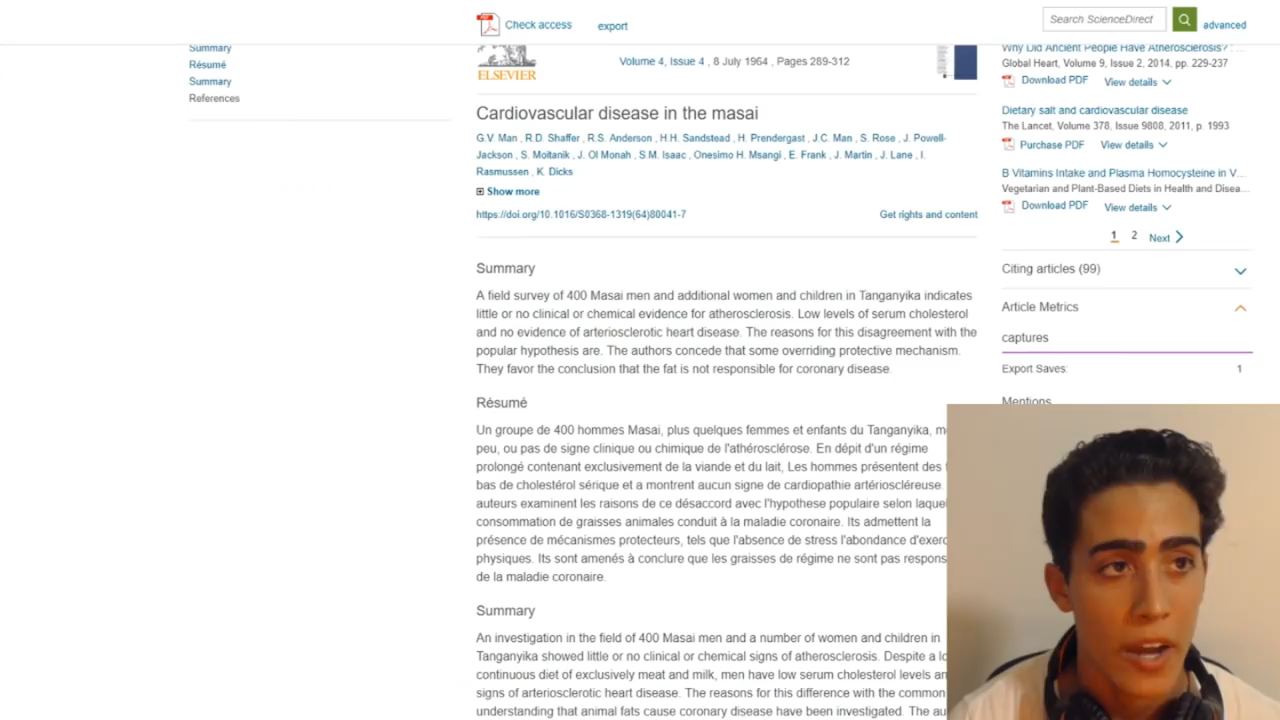 Check access
export
Search ScienceDirect
advanced
Summary
Résumé
Summary
References
ELSEVIER
Volume 4, Issue 4 , 8 July 1964 , Pages 289-312
Cardiovascular disease in the masai
G.V. Man , R.D. Shaffer , R.S. Anderson , H.H. Sandstead , H. Prendergast , J.C. Man , S. Rose , J. Powell-
Jackson , S. Moitanik , J. Ol Monah , S.M. Isaac , Onesimo H. Msangi , E. Frank , J. Martin , J. Lane , I.
Rasmussen , K. Dicks
Show more
https://doi.org/10.1016/S0368-1319(64)80041-7
Get rights and content
Summary
A field survey of 400 Masai men and additional women and children in Tanganyika indicates
little or no clinical or chemical evidence for atherosclerosis. Low levels of serum cholesterol
and no evidence of arteriosclerotic heart disease. The reasons for this disagreement with the
popular hypothesis are. The authors concede that some overriding protective mechanism.
They favor the conclusion that the fat is not responsible for coronary disease.
Résumé
Un groupe de 400 hommes Masai, plus quelques femmes et enfants du Tanganyika, m
peu, ou pas de signe clinique ou chimique de l'athérosclérose. En dépit d'un régime
prolongé contenant exclusivement de la viande et du lait, Les hommes présentent des
bas de cholestérol sérique et a montrent aucun signe de cardiopathie artérioscléreuse
auteurs examinent les raisons de ce désaccord avec l'hypothese populaire selon laquel
consommation de graisses animales conduit à la maladie coronaire. Its admettent la
présence de mécanismes protecteurs, tels que l'absence de stress l'abondance d'exerc
physiques. Its sont amenés à conclure que les graisses de régime ne sont pas respons
de la maladie coronaire.
Summary
An investigation in the field of 400 Masai men and a number of women and children in
Tanganyika showed little or no clinical or chemical signs of atherosclerosis. Despite a lo
continuous diet of exclusively meat and milk, men have low serum cholesterol levels an
signs of arteriosclerotic heart disease. The reasons for this difference with the common
understanding that animal fats cause coronary disease have been investigated. The au
Why Did Ancient People Have Atherosclerosis? : ...
Global Heart, Volume 9, Issue 2, 2014, pp. 229-237
Download PDF View details
Dietary salt and cardiovascular disease
The Lancet, Volume 378, Issue 9808, 2011, p. 1993
Purchase PDF View details
B Vitamins Intake and Plasma Homocysteine in V...
Vegetarian and Plant-Based Diets in Health and Disea...
Download PDF View details
1 2 Next
Citing articles (99)
Article Metrics
captures
Export Saves: 1
Mentions